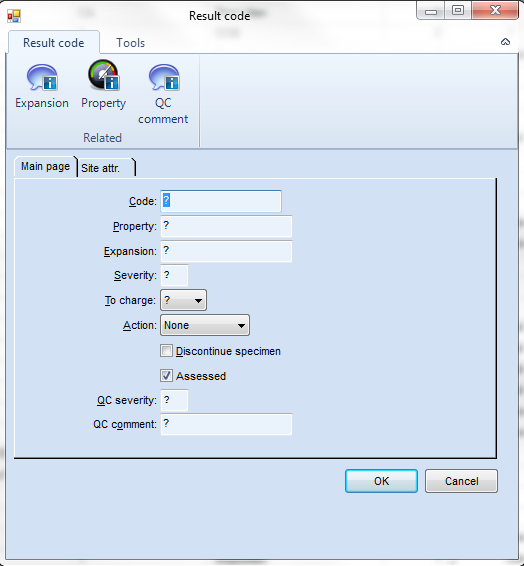 Result code
Result code Tools
Expansion Property QC comment
Related
Main page Site attr.
Code: ?
Property: ?
Expansion: ?
Severity: ?
To charge: ?
Action: None
Discontinue specimen
Assessed
QC severity: ?
QC comment: ?
OK Cancel